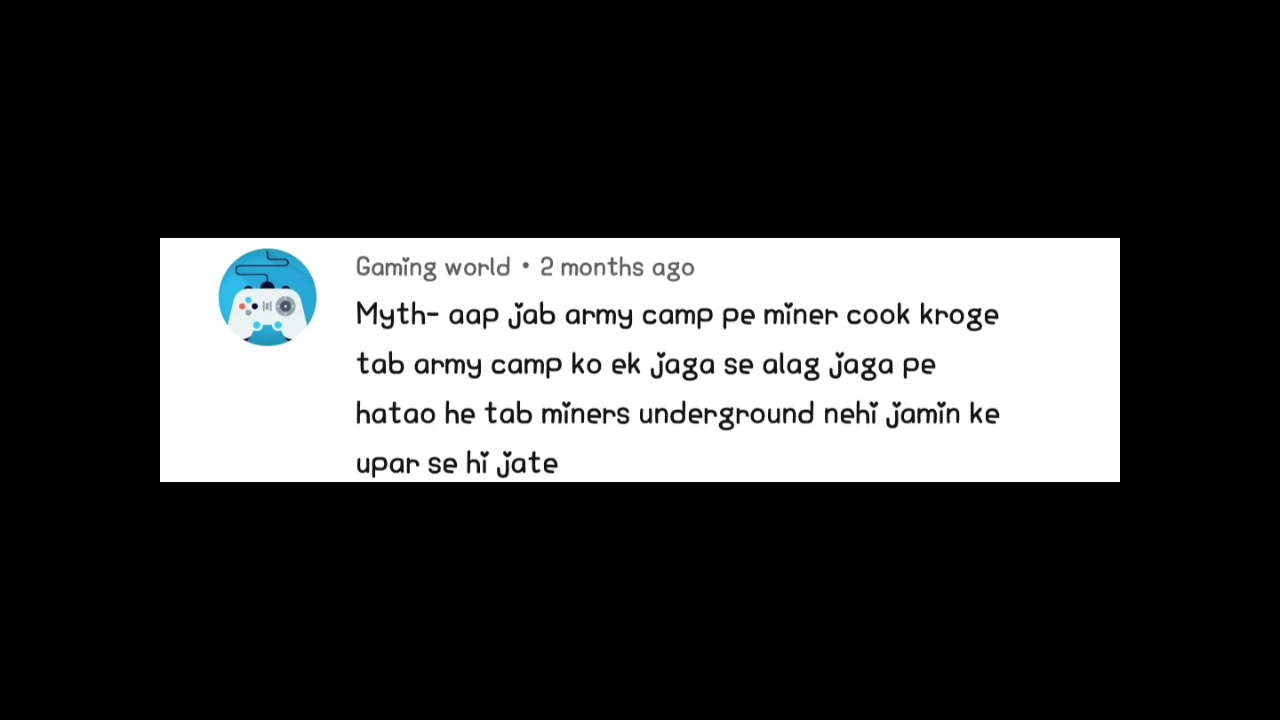 Gaming world • 2 months ago
Myth- aap jab army camp pe miner cook kroge
tab army camp ko ek jaga se alag jaga pe
hatao he tab miners underground nehi jamin ke
upar se hi jate